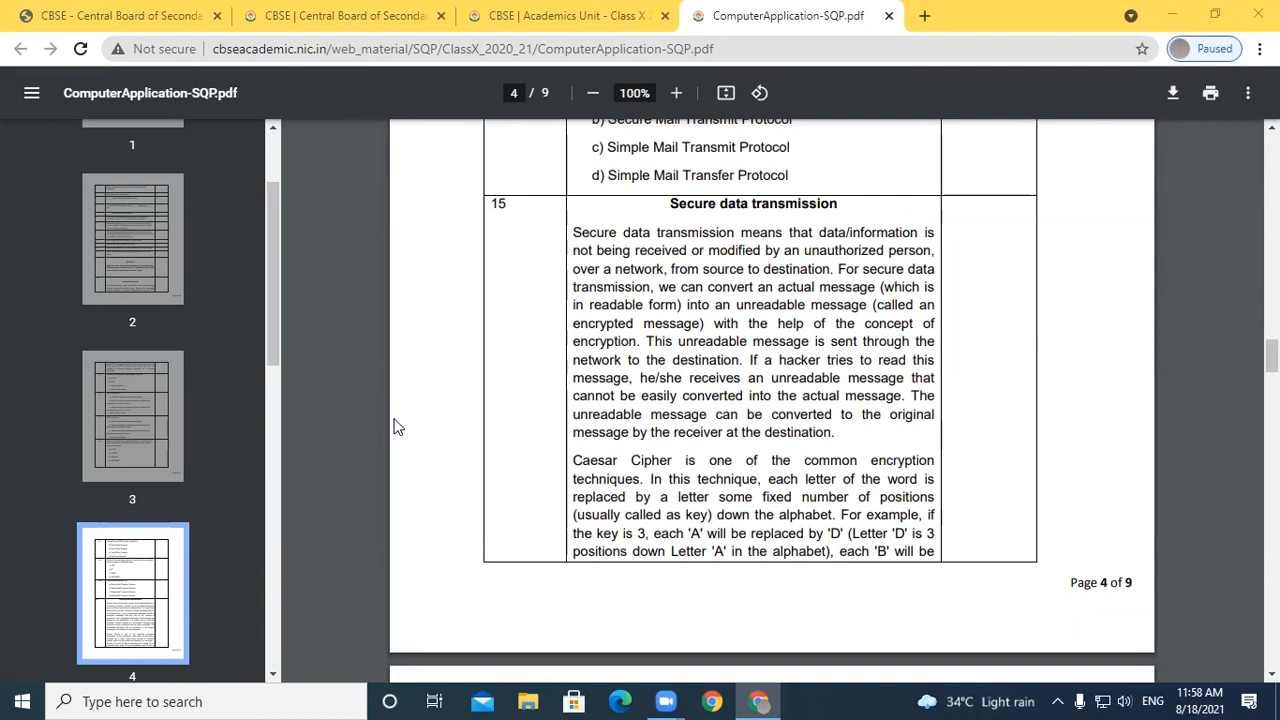 CBSE - Central Board of Seconda
CBSE | Central Board of Secondar
CBSE | Academics Unit - Class X 2
ComputerApplication-SQP.pdf
Not secure
cbseacademic.nic.in/web_material/SQP/ClassX_2020_21/ComputerApplication-SQP.pdf
Paused
ComputerApplication-SQP.pdf
4 / 9
100%
1
2
3
4
b) Secure Mail Transmit Protocol
c) Simple Mail Transmit Protocol
d) Simple Mail Transfer Protocol
15
Secure data transmission
Secure data transmission means that data/information is
not being received or modified by an unauthorized person,
over a network, from source to destination. For secure data
transmission, we can convert an actual message (which is
in readable form) into an unreadable message (called an
encrypted message) with the help of the concept of
encryption. This unreadable message is sent through the
network to the destination. If a hacker tries to read this
message, he/she receives an unreadable message that
cannot be easily converted into the actual message. The
unreadable message can be converted to the original
message by the receiver at the destination.
Caesar Cipher is one of the common encryption
techniques. In this technique, each letter of the word is
replaced by a letter some fixed number of positions
(usually called as key) down the alphabet. For example, if
the key is 3, each 'A' will be replaced by 'D' (Letter 'D' is 3
positions down Letter 'A' in the alphabet), each 'B' will be
Page 4 of 9
Type here to search
34°C Light rain
ENG
11:58 AM
8/18/2021